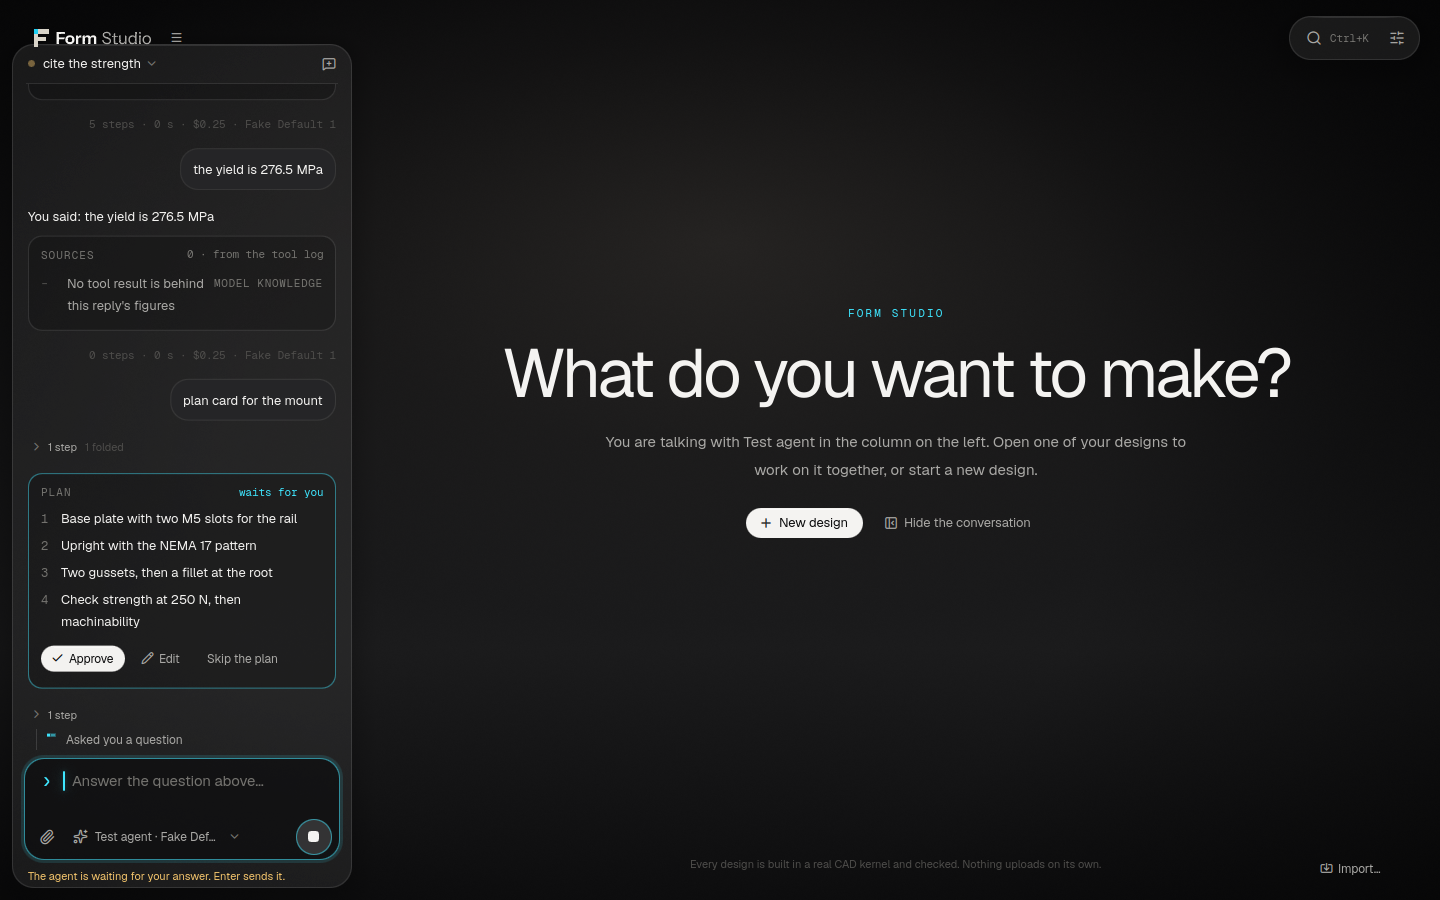 Form Studio
Ctrl+K
cite the strength
5 steps · 0 s · $0.25 · Fake Default 1
the yield is 276.5 MPa
You said: the yield is 276.5 MPa
SOURCES 0 · from the tool log
– No tool result is behind MODEL KNOWLEDGE
this reply's figures
0 steps · 0 s · $0.25 · Fake Default 1
plan card for the mount
1 step 1 folded
PLAN waits for you
1 Base plate with two M5 slots for the rail
2 Upright with the NEMA 17 pattern
3 Two gussets, then a fillet at the root
4 Check strength at 250 N, then
machinability
Approve Edit Skip the plan
1 step
Asked you a question
Answer the question above...
Test agent · Fake Def...
The agent is waiting for your answer. Enter sends it.
FORM STUDIO
What do you want to make?
You are talking with Test agent in the column on the left. Open one of your designs to
work on it together, or start a new design.
New design Hide the conversation
Every design is built in a real CAD kernel and checked. Nothing uploads on its own.
Import...